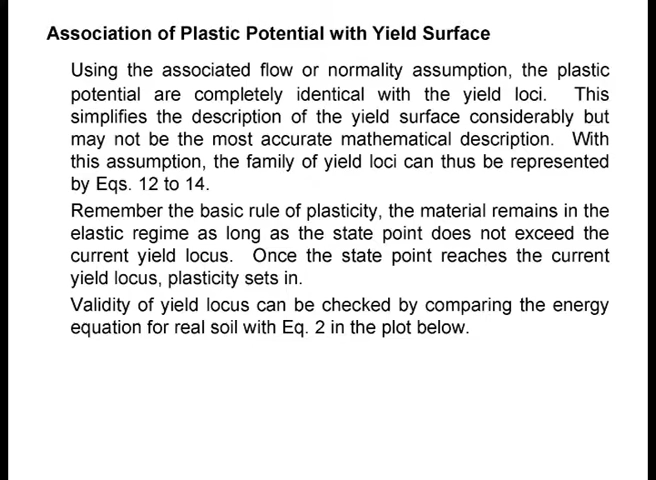 Association of Plastic Potential with Yield Surface
Using the associated flow or normality assumption, the plastic
potential are completely identical with the yield loci. This
simplifies the description of the yield surface considerably but
may not be the most accurate mathematical description. With
this assumption, the family of yield loci can thus be represented
by Eqs. 12 to 14.
Remember the basic rule of plasticity, the material remains in the
elastic regime as long as the state point does not exceed the
current yield locus. Once the state point reaches the current
yield locus, plasticity sets in.
Validity of yield locus can be checked by comparing the energy
equation for real soil with Eq. 2 in the plot below.